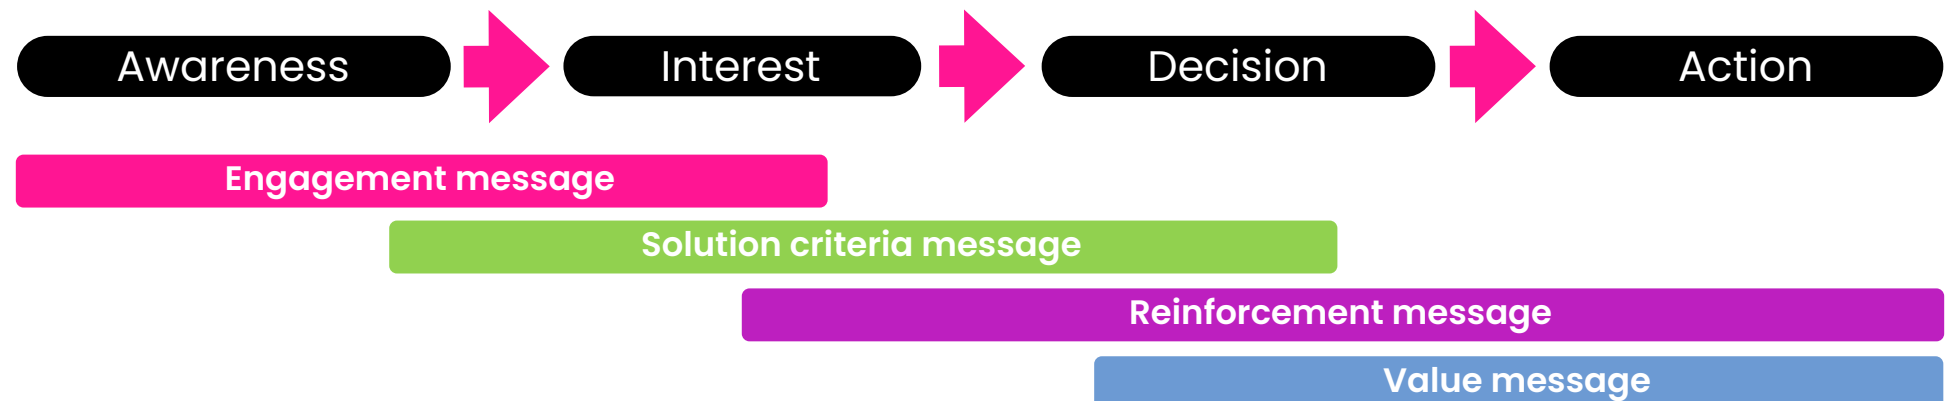 Awareness
Interest
Decision
Action
Engagement message
Solution criteria message
Reinforcement message
Value message